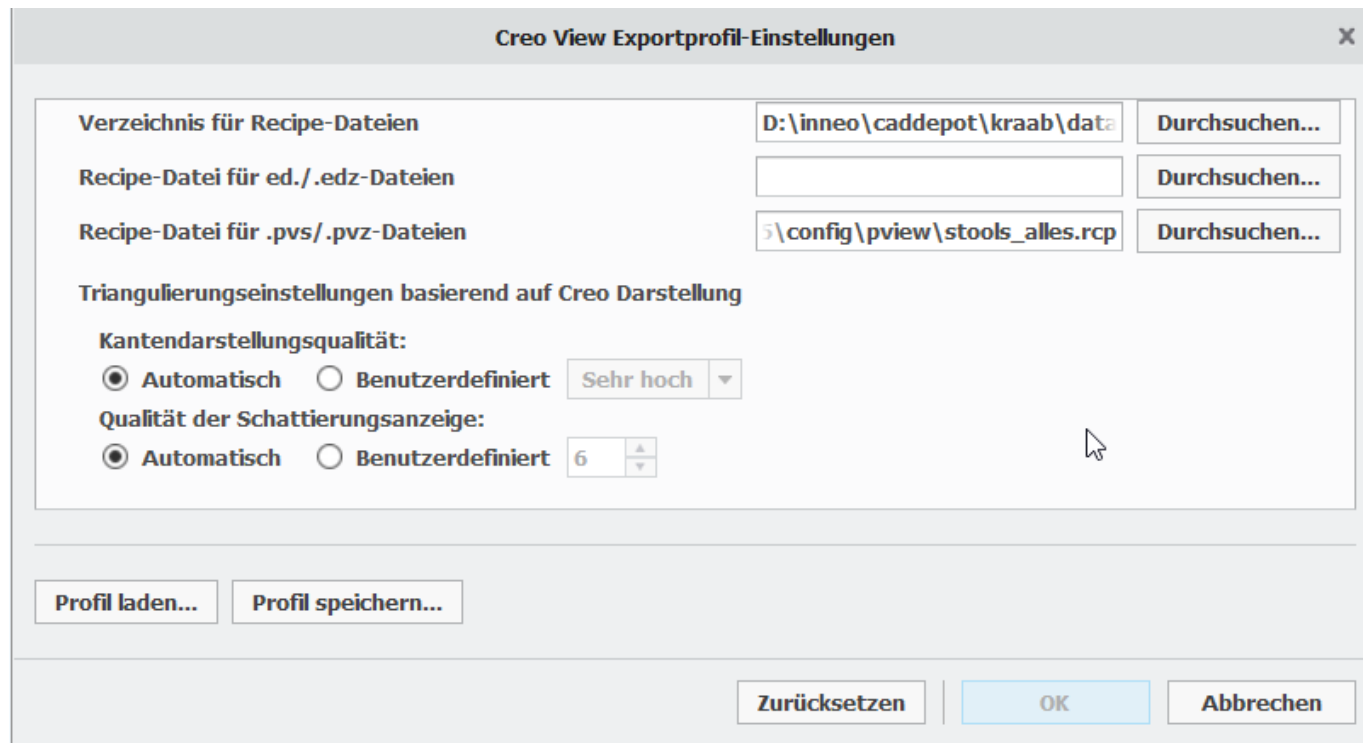 Creo View Exportprofil-Einstellungen
Verzeichnis für Recipe-Dateien D:\inneo\caddepot\kraab\data Durchsuchen...
Recipe-Datei für ed./.edz-Dateien Durchsuchen...
Recipe-Datei für .pvs/.pvz-Dateien 5\config\pview\stools_alles.rcp Durchsuchen...
Triangulierungseinstellungen basierend auf Creo Darstellung
Kantendarstellungsqualität:
Automatisch Benutzerdefiniert Sehr hoch
Qualität der Schattierungsanzeige:
Automatisch Benutzerdefiniert 6
Profil laden... Profil speichern...
Zurücksetzen OK Abbrechen